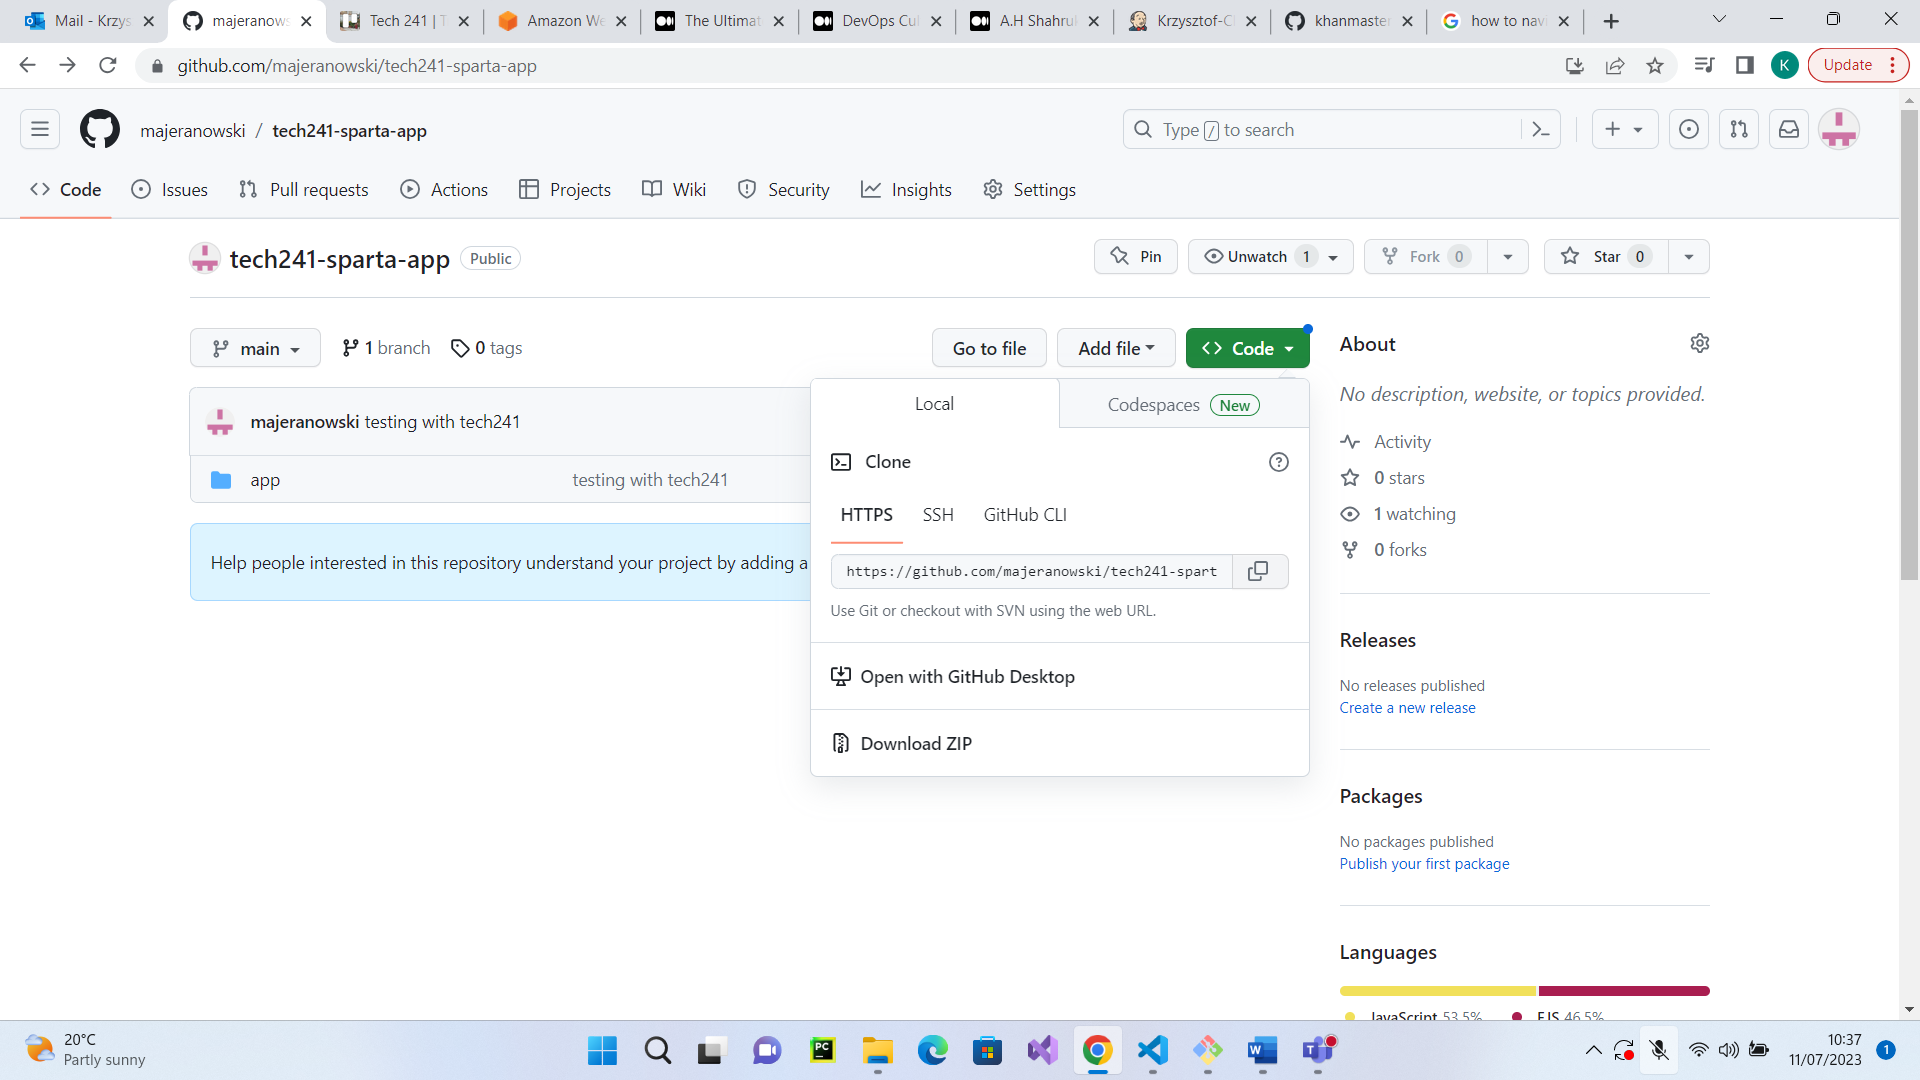 Mail - Krzys
majeranows
Tech 241 | T
Amazon We
The Ultimat
DevOps Cul
A.H Shahruk
Krzysztof-C
khanmaster
how to navi
github.com/majeranowski/tech241-sparta-app
K
Update
majeranowski / tech241-sparta-app
Type / to search
Code
Issues
Pull requests
Actions
Projects
Wiki
Security
Insights
Settings
tech241-sparta-app
Public
Pin
Unwatch 1
Fork 0
Star 0
main
1 branch
0 tags
Go to file
Add file
Code
majeranowski testing with tech241
app
testing with tech241
Help people interested in this repository understand your project by adding a
Local
Codespaces New
Clone
HTTPS
SSH
GitHub CLI
https://github.com/majeranowski/tech241-spart
Use Git or checkout with SVN using the web URL.
Open with GitHub Desktop
Download ZIP
About
No description, website, or topics provided.
Activity
0 stars
1 watching
0 forks
Releases
No releases published
Create a new release
Packages
No packages published
Publish your first package
Languages
JavaScript 53.5%
EJS 46.5%
20°C
Partly sunny
PC
W
T
10:37
11/07/2023
1